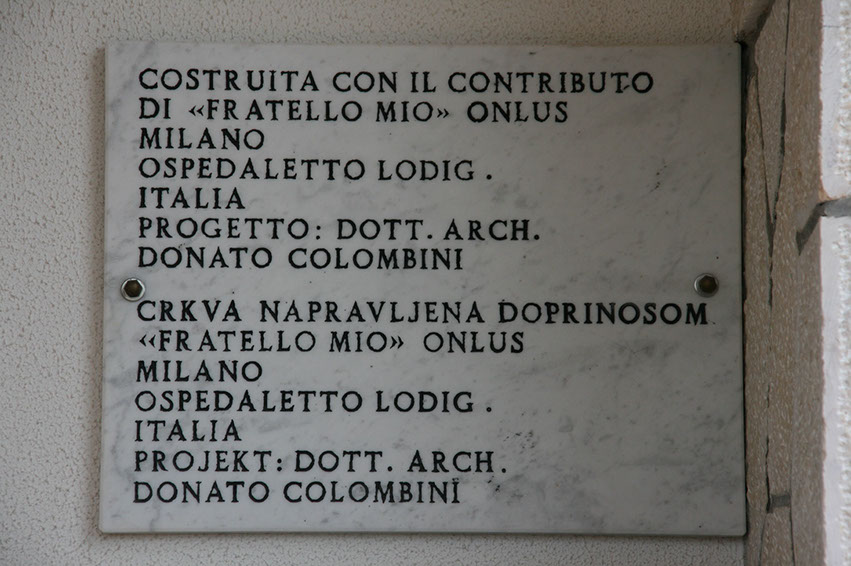 COSTRUITA CON IL CONTRIBUTO
DI «FRATELLO MIO» ONLUS
MILANO
OSPEDALETTO LODIG.
ITALIA
PROGETTO: DOTT. ARCH.
DONATO COLOMBINI
CRKVA NAPRAVLJENA DOPRINOSOM
«FRATELLO MIO» ONLUS
MILANO
OSPEDALETTO LODIG.
ITALIA
PROJEKT: DOTT. ARCH.
DONATO COLOMBINI